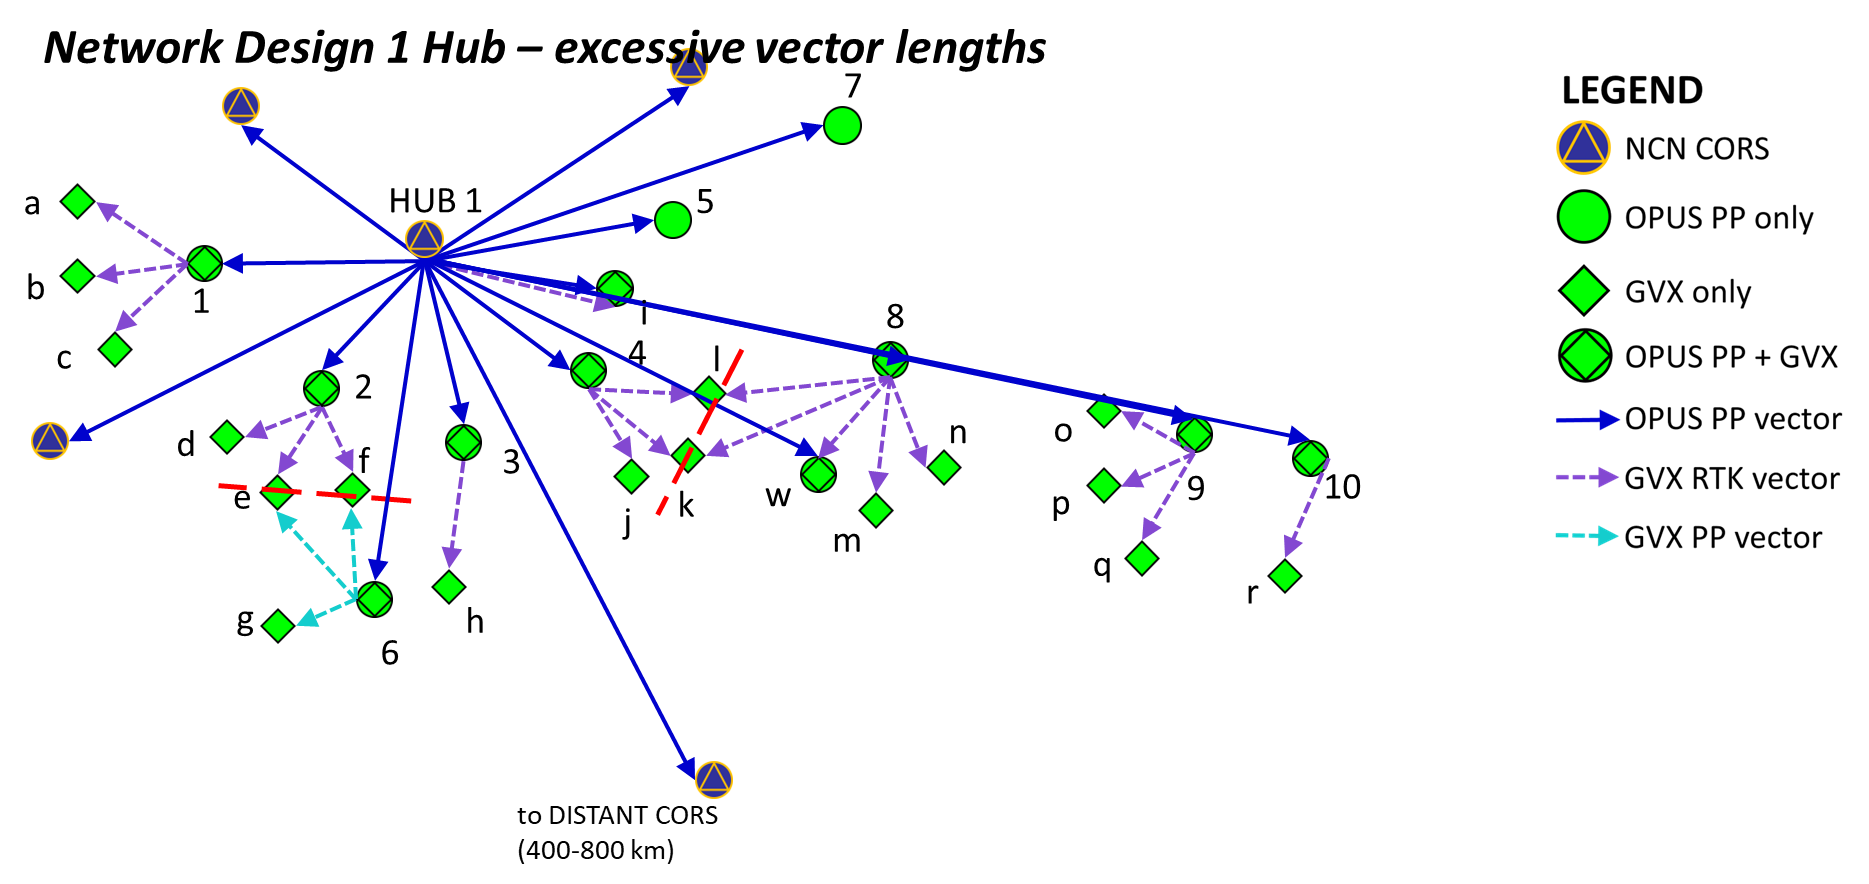 Network Design 1 Hub – excessive vector lengths
7
LEGEND
NCN CORS
a
HUB 1
5
OPUS PP only
b
1
i
8
GVX only
c
4
l
OPUS PP + GVX
2
d
f
3
n
o
OPUS PP vector
e
j
k
w
m
p
9
10
GVX RTK vector
q
r
GVX PP vector
g
h
6
to DISTANT CORS
(400-800 km)